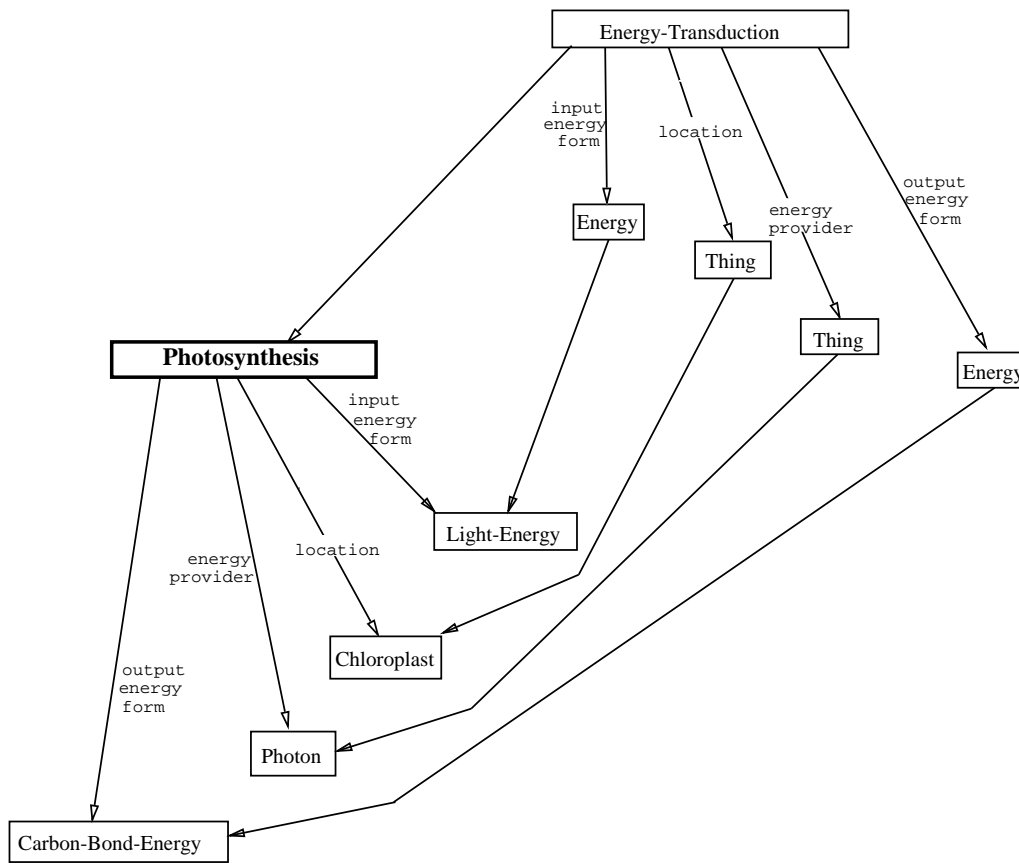 Energy-Transduction
input
energy
form
location
energy
provider
output
energy
form
Energy
Thing
Thing
Energy
Photosynthesis
input
energy
form
Light-Energy
location
energy
provider
Chloroplast
output
energy
form
Photon
Carbon-Bond-Energy